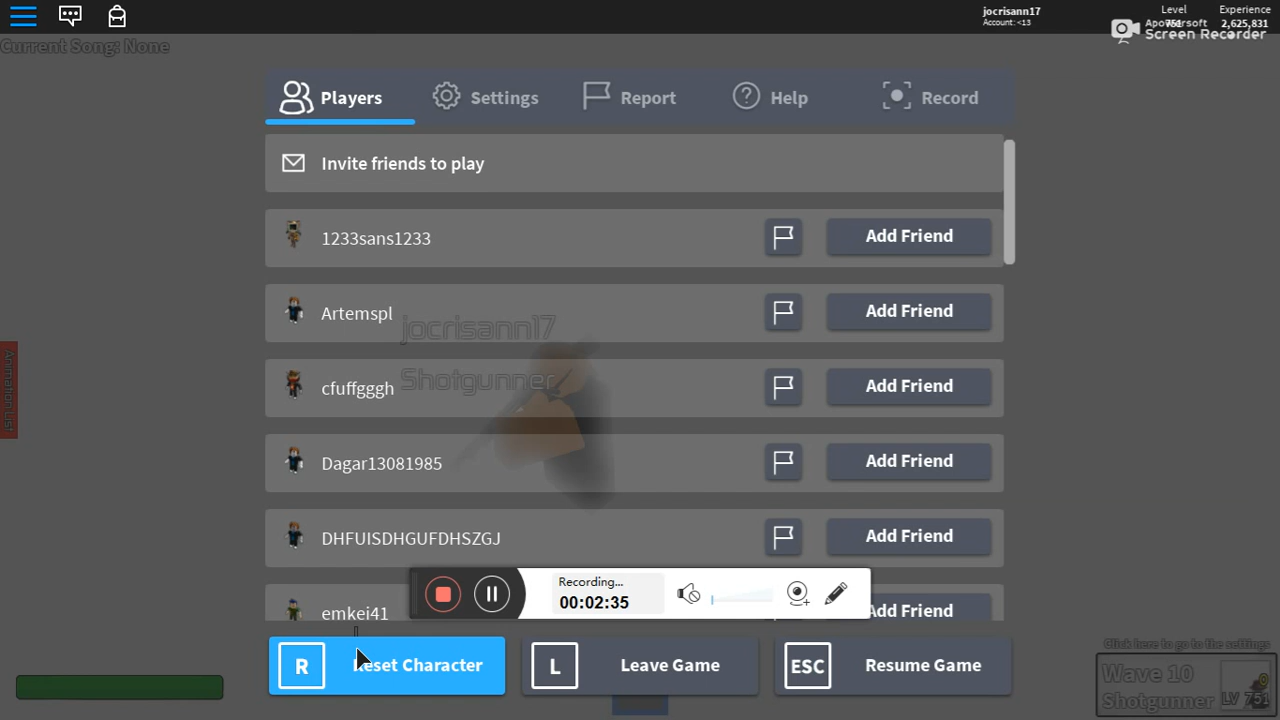 jocrisann17
Account: <13
Level
751
Experience
2,625,831
Apowersoft
Screen Recorder
Current Song: None
Players
Settings
Report
Help
Record
Invite friends to play
1233sans1233
Add Friend
Artemspl
Add Friend
jocrisann17
Shotgunner
cfuffgggh
Add Friend
Dagar13081985
Add Friend
DHFUISDHGUFDHSZGJ
Add Friend
Animation List
Recording...
00:02:35
emkei41
Add Friend
R
Reset Character
L
Leave Game
ESC
Resume Game
Click here to go to the settings
Wave 10
Shotgunner
LV 751